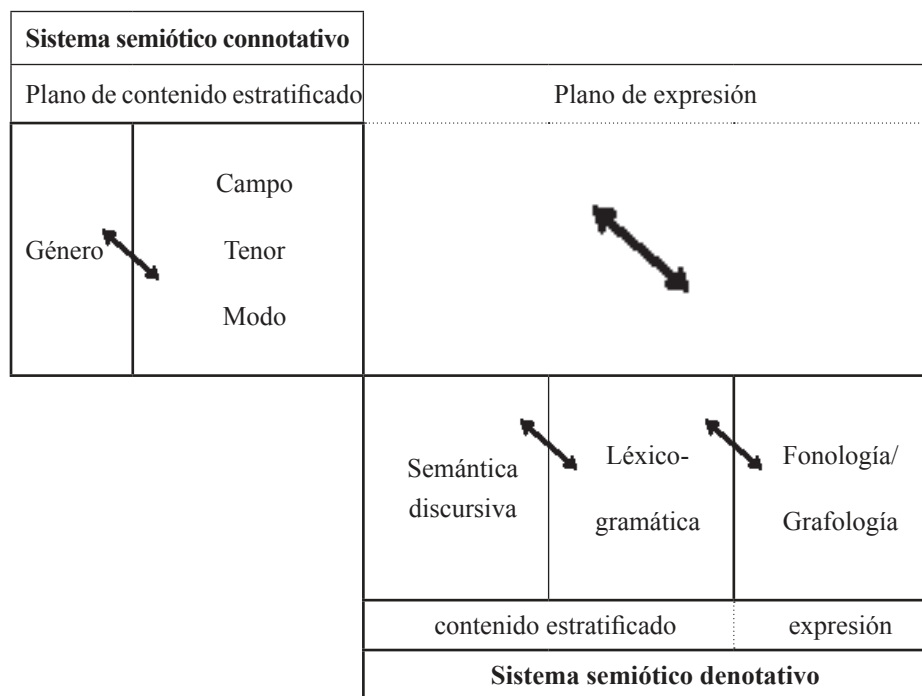 Sistema semiótico connotativo
Plano de contenido estratificado
Plano de expresión
Género
Campo
Tenor
Modo
Semántica
discursiva
Léxico-
gramática
Fonología/
Grafología
contenido estratificado
expresión
Sistema semiótico denotativo